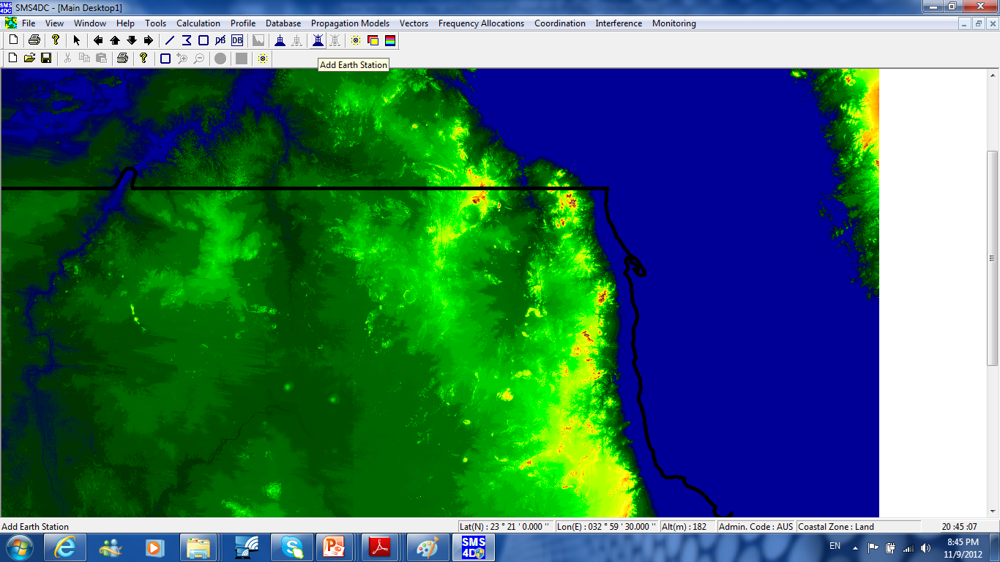 SMS4DC - [Main Desktop1]
File View Window Help Tools Calculation Profile Database Propagation Models Vectors Frequency Allocations Coordination Interference Monitoring
DB DB
Add Earth Station
Add Earth Station Lat(N) : 23 ° 21 ' 0.000 '' Lon(E) : 032 ° 59 ' 30.000 '' Alt(m) : 182 Admin. Code : AUS Coastal Zone : Land 20 :45 :07
SMS 4DC
EN 8:45 PM
11/9/2012